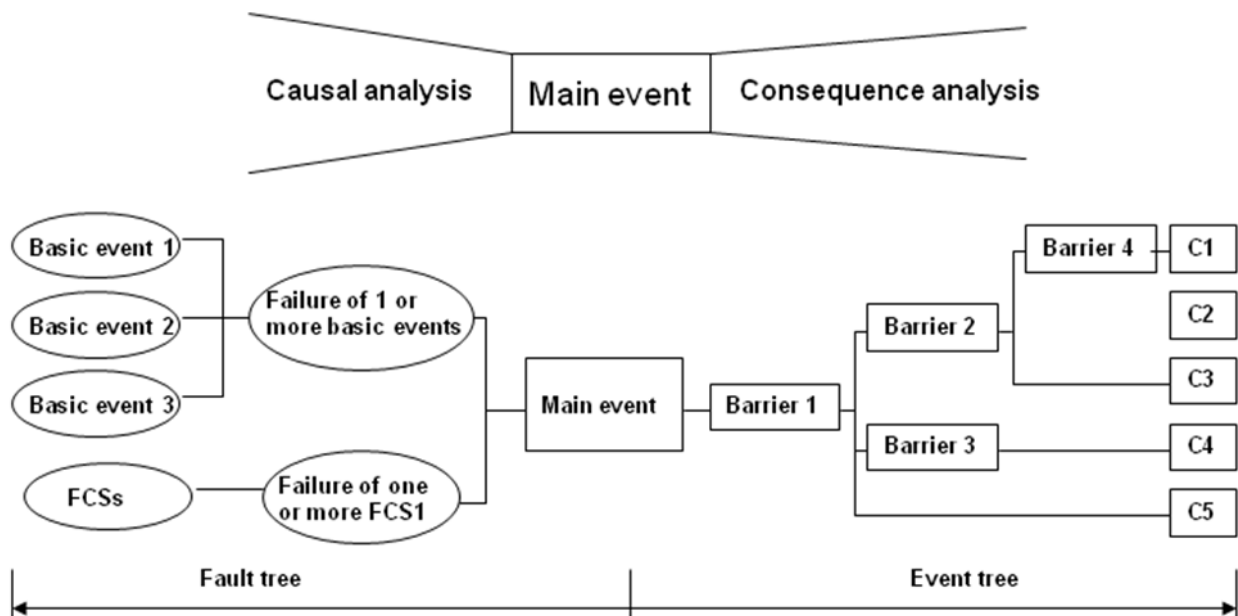 Causal analysis
Main event
Consequence analysis
Basic event 1
Basic event 2
Basic event 3
FCSs
Failure of 1 or
more basic events
Failure of one
or more FCS1
Main event
Barrier 1
Barrier 2
Barrier 3
Barrier 4
C1
C2
C3
C4
C5
Fault tree
Event tree